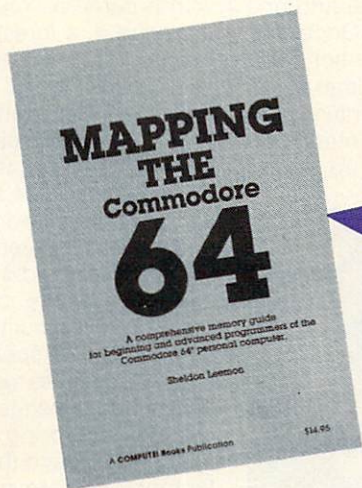 MAPPING
THE
Commodore
64
A comprehensive memory guide
for beginning and advanced programmers of the
Commodore 64® personal computer.
Sheldon Leemon
A COMPUTE! Books Publication
$14.95